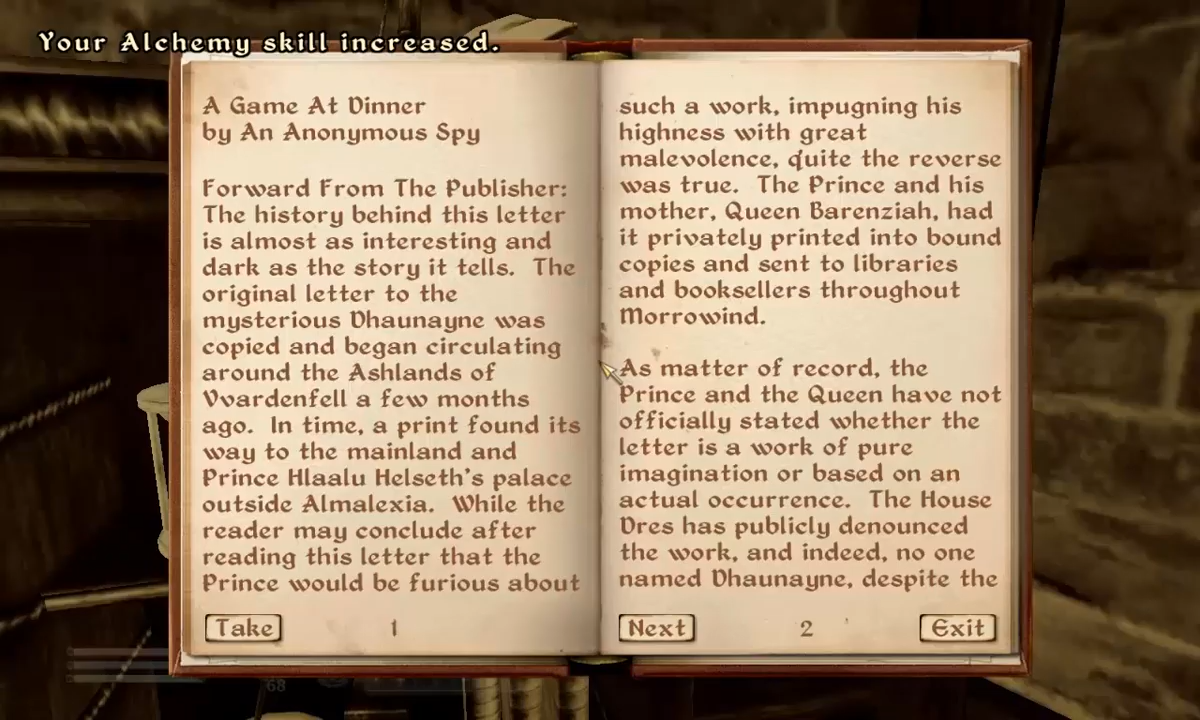 Your Alchemy skill increased.
A Game At Dinner
by An Anonymous Spy
Forward From The Publisher:
The history behind this letter
is almost as interesting and
dark as the story it tells.  The
original letter to the
mysterious Dhaunayne was
copied and began circulating
around the Ashlands of
Vvardenfell a few months
ago.  In time, a print found its
way to the mainland and
Prince Hlaalu Helseth's palace
outside Almalexia.  While the
reader may conclude after
reading this letter that the
Prince would be furious about
such a work, impugning his
highness with great
malevolence, quite the reverse
was true.  The Prince and his
mother, Queen Barenziah, had
it privately printed into bound
copies and sent to libraries
and booksellers throughout
Morrowind.
As matter of record, the
Prince and the Queen have not
officially stated whether the
letter is a work of pure
imagination or based on an
actual occurrence.  The House
Dres has publicly denounced
the work, and indeed, no one
named Dhaunayne, despite the
Take
1
Next
2
Exit
68